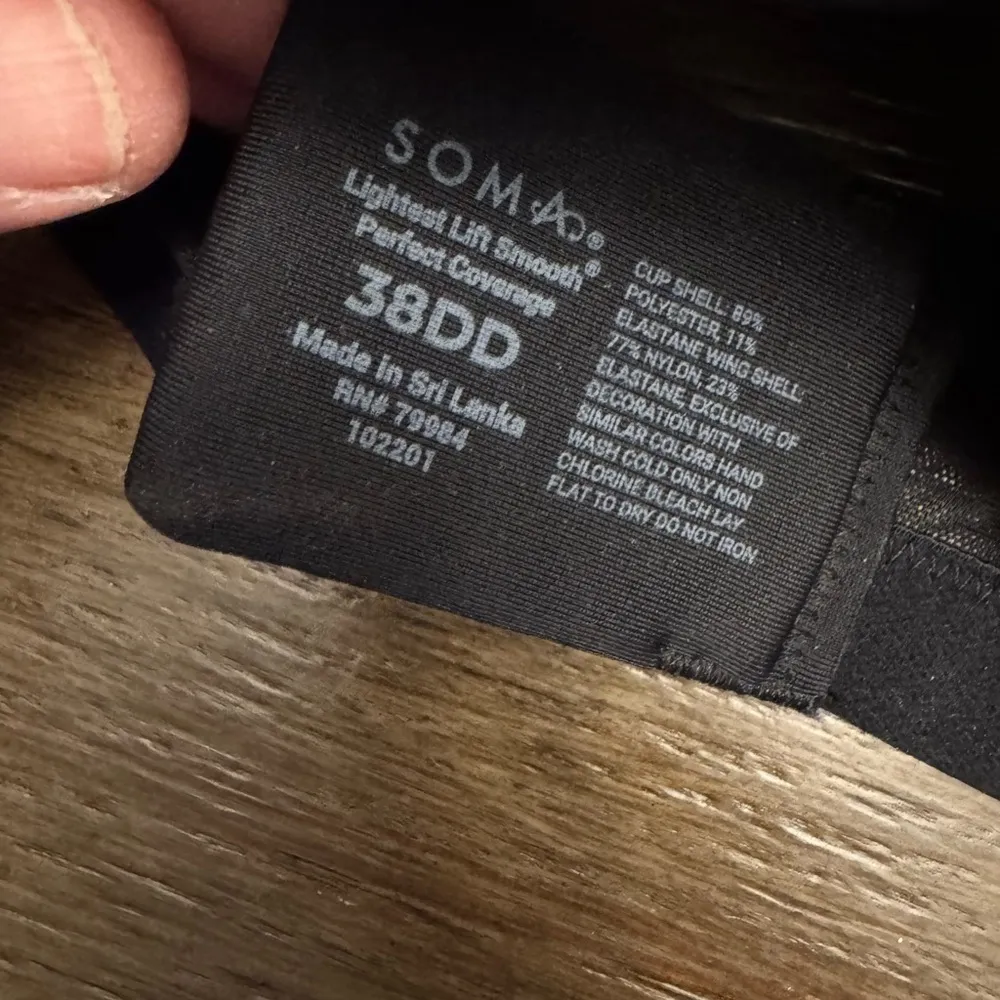 SOMA®
Lightest Lift Smooth®
Perfect Coverage
38DD
Made in Sri Lanka
RN# 79984
102201
CUP SHELL: 89%
POLYESTER, 11%
ELASTANE WING SHELL:
77% NYLON, 23%
ELASTANE, EXCLUSIVE OF
DECORATION WITH
SIMILAR COLORS HAND
WASH COLD ONLY NON
CHLORINE BLEACH LAY
FLAT TO DRY DO NOT IRON